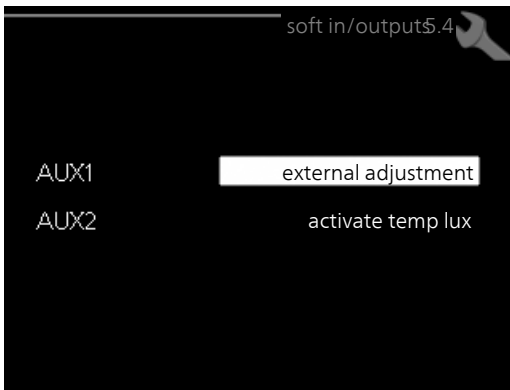 soft in/outputs 5.4
AUX1 external adjustment
AUX2 activate temp lux